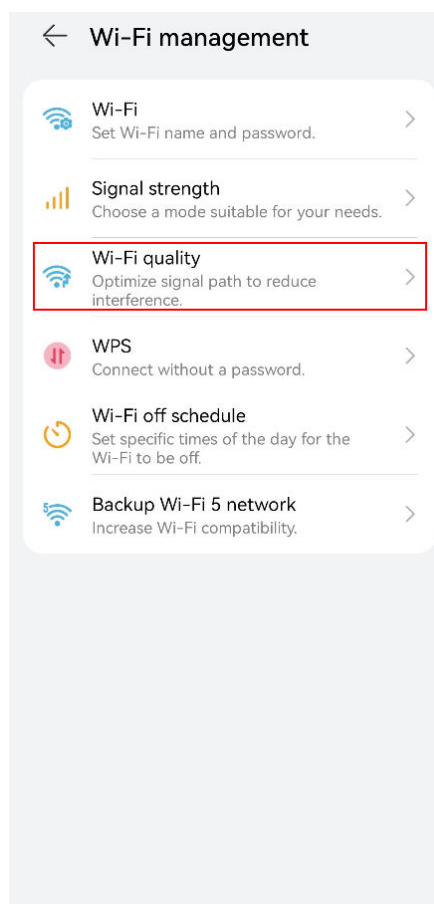 Wi-Fi management
Wi-Fi
Set Wi-Fi name and password.
Signal strength
Choose a mode suitable for your needs.
Wi-Fi quality
Optimize signal path to reduce
interference.
WPS
Connect without a password.
Wi-Fi off schedule
Set specific times of the day for the
Wi-Fi to be off.
5
Backup Wi-Fi 5 network
Increase Wi-Fi compatibility.